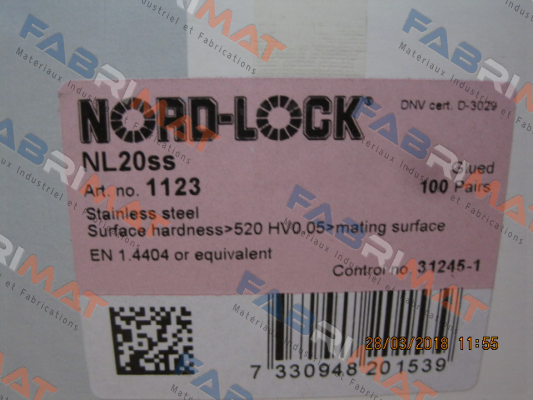 NORD-LOCK®
DNV cert. D-3029
NL20ss
Glued
Art. no. 1123
100 Pairs
Stainless steel
Surface hardness>520 HV0,05>mating surface
EN 1.4404 or equivalent
Control no. 31245-1
7 330948 201539
28/03/2018 11:55
FABRIMAT
Materiaux Industriel et Fabrications